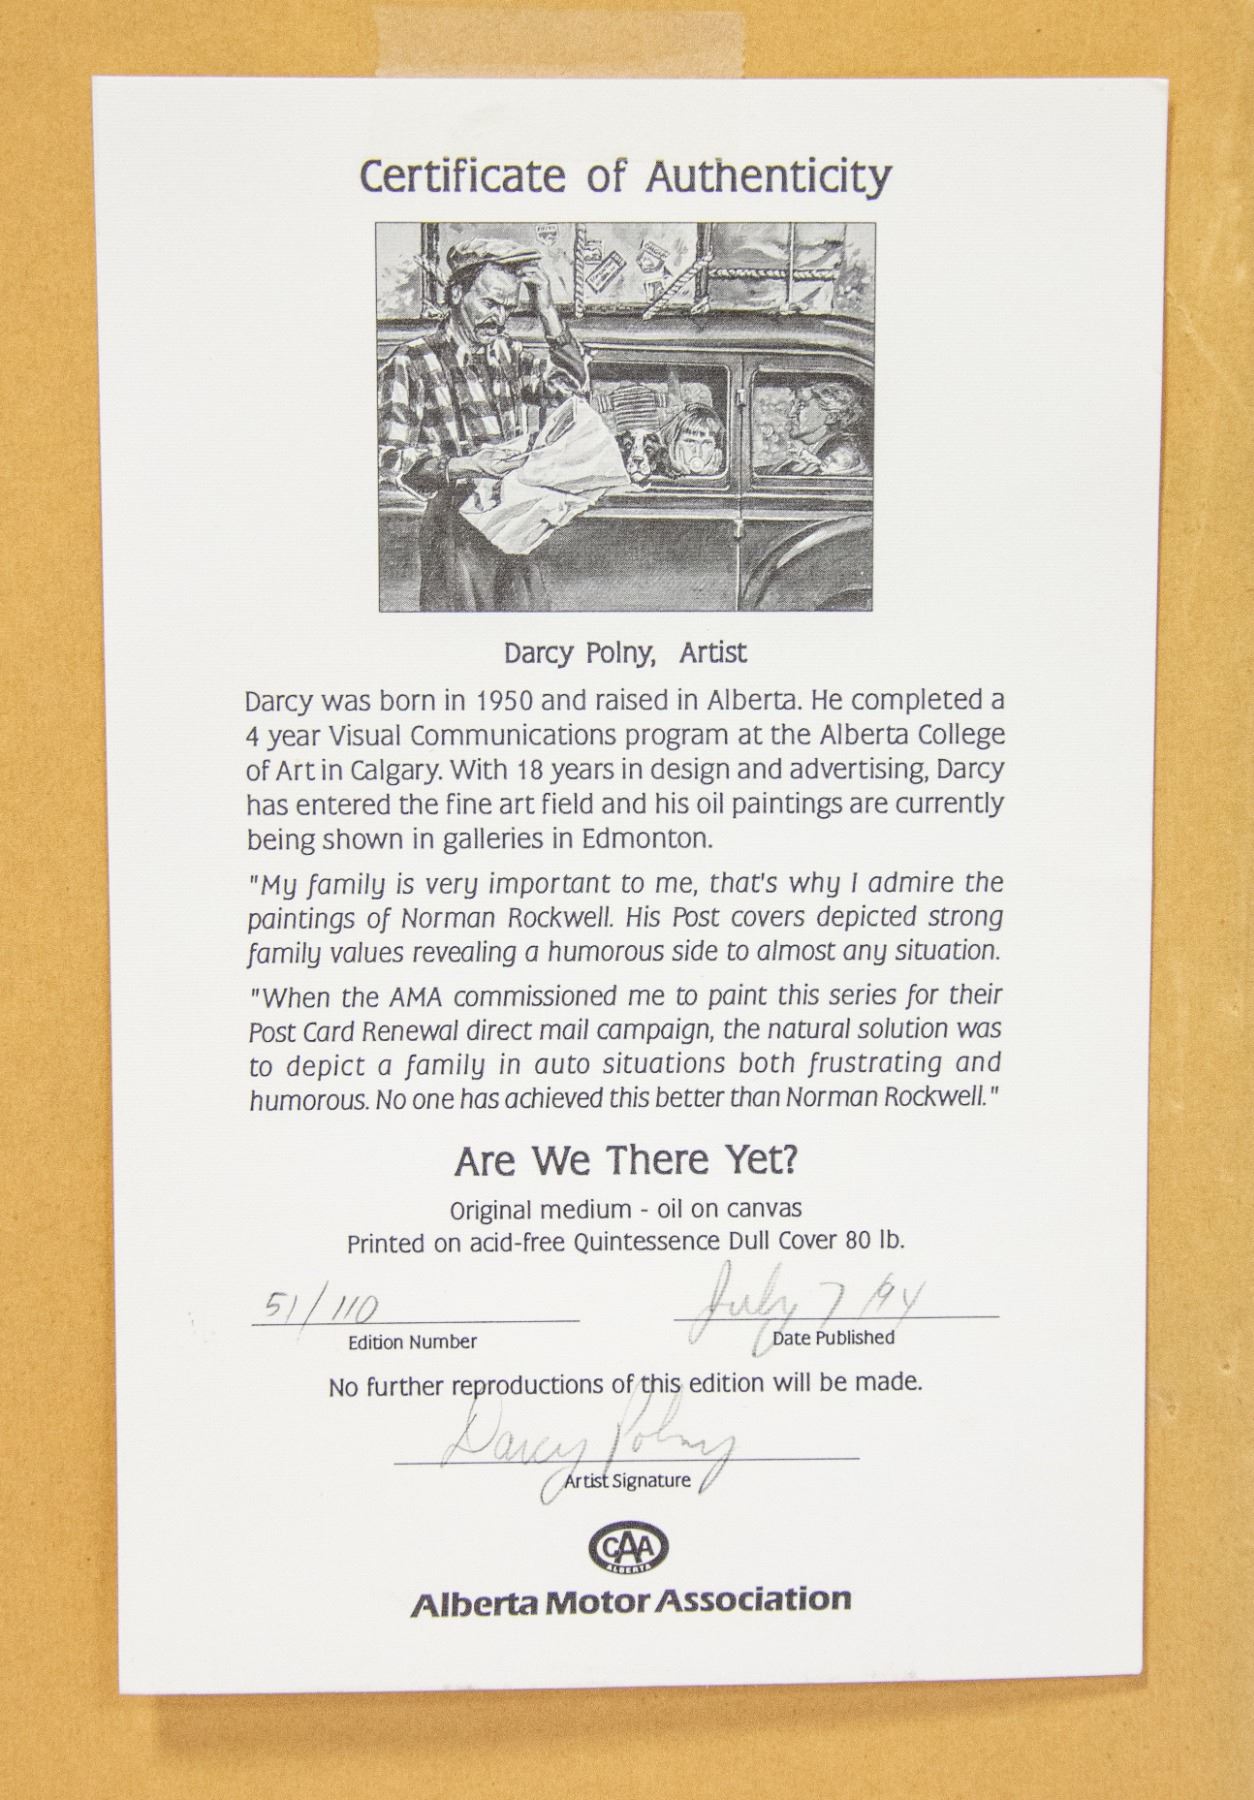 Certificate of Authenticity
Darcy Polny, Artist
Darcy was born in 1950 and raised in Alberta. He completed a
4 year Visual Communications program at the Alberta College
of Art in Calgary. With 18 years in design and advertising, Darcy
has entered the fine art field and his oil paintings are currently
being shown in galleries in Edmonton.
"My family is very important to me, that's why I admire the
paintings of Norman Rockwell. His Post covers depicted strong
family values revealing a humorous side to almost any situation.
"When the AMA commissioned me to paint this series for their
Post Card Renewal direct mail campaign, the natural solution was
to depict a family in auto situations both frustrating and
humorous. No one has achieved this better than Norman Rockwell."
Are We There Yet?
Original medium - oil on canvas
Printed on acid-free Quintessence Dull Cover 80 lb.
51/110 July 7/94
Edition Number Date Published
No further reproductions of this edition will be made.
Darcy Polny
Artist Signature
CAA
ALBERTA
Alberta Motor Association